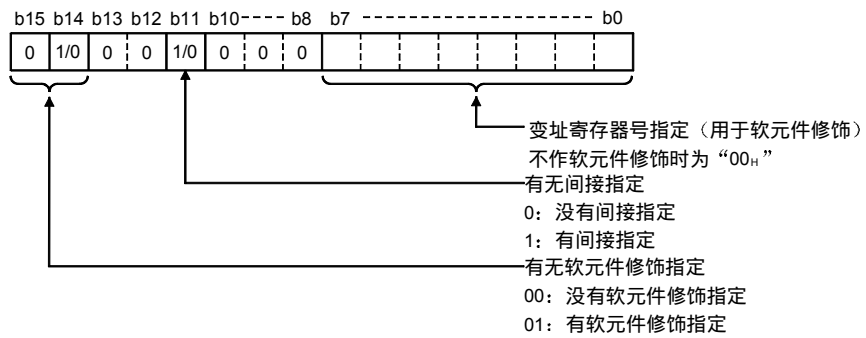 b15 b14 b13 b12 b11 b10 ---- b8 b7 ---------------- b0
0 1/0 0 0 1/0 0 0 0
变址寄存器号指定（用于软元件修饰）
不作软元件修饰时为“00H”
有无间接指定
0：没有间接指定
1：有间接指定
有无软元件修饰指定
00：没有软元件修饰指定
01：有软元件修饰指定